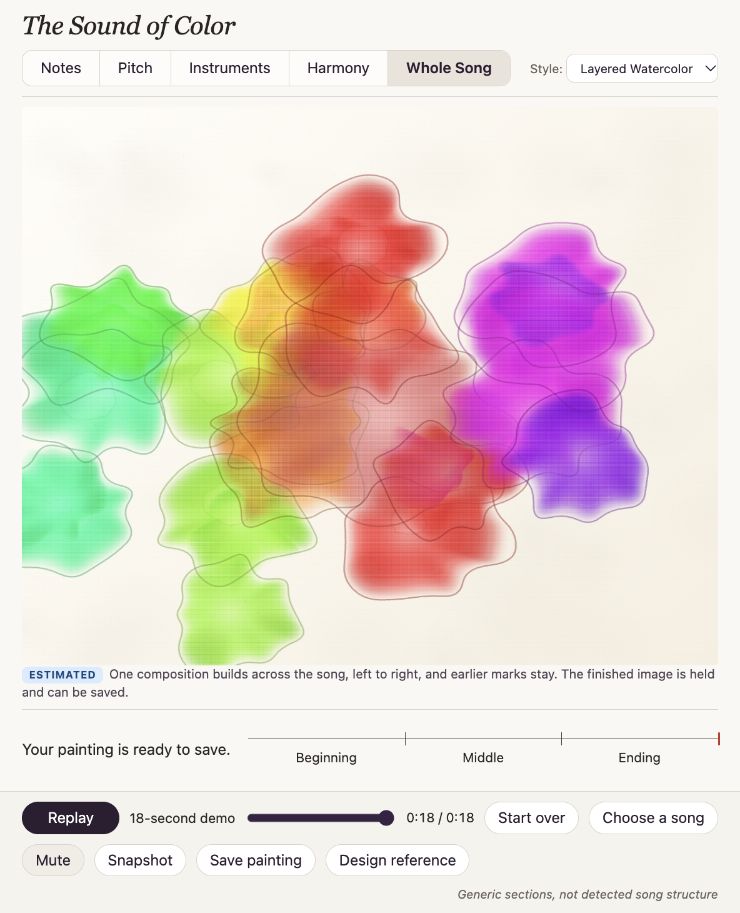 The Sound of Color
Notes Pitch Instruments Harmony Whole Song Style: Layered Watercolor
ESTIMATED One composition builds across the song, left to right, and earlier marks stay. The finished image is held
and can be saved.
Your painting is ready to save.
Beginning Middle Ending
Replay 18-second demo 0:18 / 0:18 Start over Choose a song
Mute Snapshot Save painting Design reference
Generic sections, not detected song structure